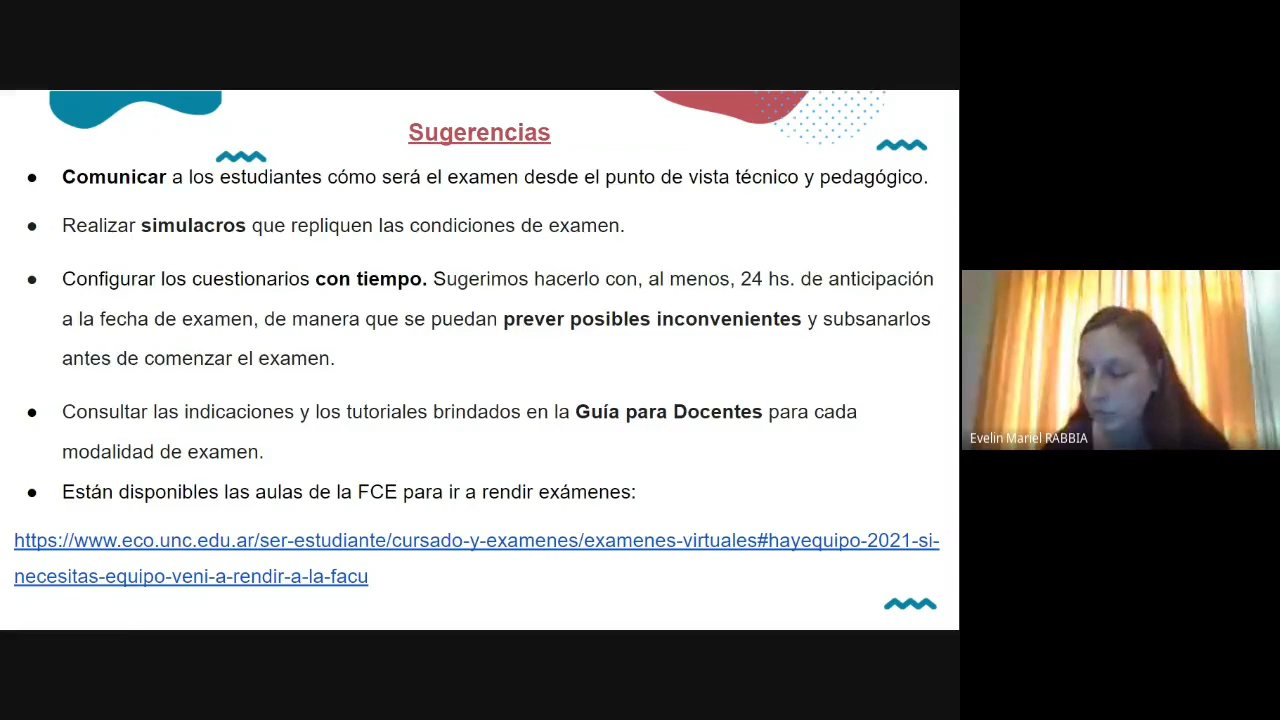 Sugerencias
● Comunicar a los estudiantes cómo será el examen desde el punto de vista técnico y pedagógico.
● Realizar simulacros que repliquen las condiciones de examen.
● Configurar los cuestionarios con tiempo. Sugerimos hacerlo con, al menos, 24 hs. de anticipación
a la fecha de examen, de manera que se puedan prever posibles inconvenientes y subsanarlos
antes de comenzar el examen.
● Consultar las indicaciones y los tutoriales brindados en la Guía para Docentes para cada
modalidad de examen.
● Están disponibles las aulas de la FCE para ir a rendir exámenes:
https://www.eco.unc.edu.ar/ser-estudiante/cursado-y-examenes/examenes-virtuales#hayequipo-2021-si-
necesitas-equipo-veni-a-rendir-a-la-facu
Evelin Mariel RABBIA